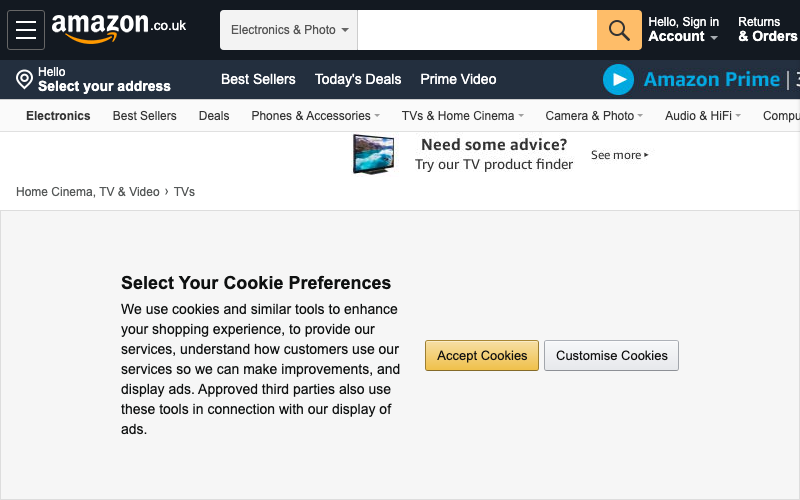 amazon.co.uk
Electronics & Photo
Hello, Sign in
Account
Returns
& Orders
Hello
Select your address
Best Sellers
Today's Deals
Prime Video
Amazon Prime | 3
Electronics
Best Sellers
Deals
Phones & Accessories
TVs & Home Cinema
Camera & Photo
Audio & HiFi
Compu
Need some advice?
Try our TV product finder
See more
Home Cinema, TV & Video › TVs
Select Your Cookie Preferences
We use cookies and similar tools to enhance
your shopping experience, to provide our
services, understand how customers use our
services so we can make improvements, and
display ads. Approved third parties also use
these tools in connection with our display of
ads.
Accept Cookies
Customise Cookies